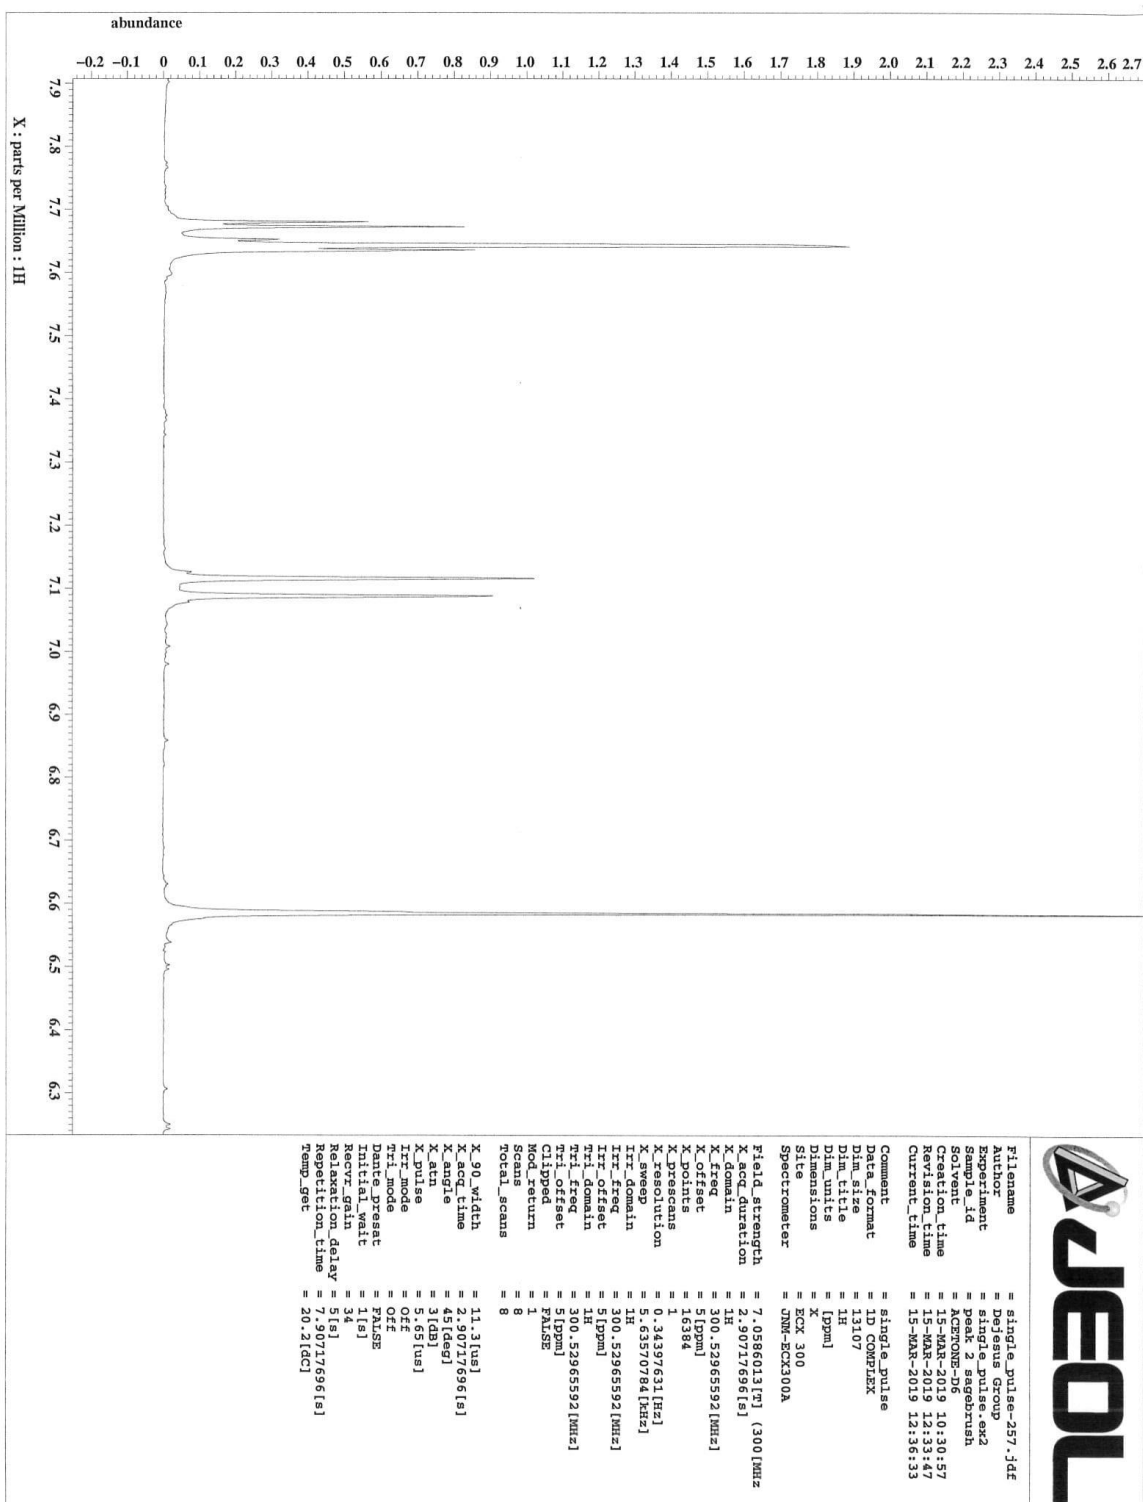 abundance
−0.2 −0.1 0 0.1 0.2 0.3 0.4 0.5 0.6 0.7 0.8 0.9 1.0 1.1 1.2 1.3 1.4 1.5 1.6 1.7 1.8 1.9 2.0 2.1 2.2 2.3 2.4 2.5 2.6 2.7
7.9 7.8 7.7 7.6 7.5 7.4 7.3 7.2 7.1 7.0 6.9 6.8 6.7 6.6 6.5 6.4 6.3
X : parts per Million : 1H
JEOL
Filename = single_pulse-257.jdf
Author = Dejesus Group
Experiment = single_pulse.ex2
Sample_id = peak 2 sagebrush
Solvent = ACETONE-D6
Creation_time = 15-MAR-2019 10:30:57
Revision_time = 15-MAR-2019 12:33:47
Current_time = 15-MAR-2019 12:36:33
Comment = single_pulse
Data_format = 1D COMPLEX
Dim_size = 13107
Dim_title = 1H
Dim_units = [ppm]
Dimensions = X
Site = ECX 300
Spectrometer = JNM-ECX300A
Field_strength = 7.0586013[T] (300[MHz
X_acq_duration = 2.90717696[s]
X_domain = 1H
X_freq = 300.52965592[MHz]
X_offset = 5[ppm]
X_points = 16384
X_prescans = 1
X_resolution = 0.34397631[Hz]
X_sweep = 5.63570784[kHz]
Irr_domain = 1H
Irr_freq = 300.52965592[MHz]
Irr_offset = 5[ppm]
Tri_domain = 1H
Tri_freq = 300.52965592[MHz]
Tri_offset = 5[ppm]
Clipped = FALSE
Mod_return = 1
Scans = 8
Total_scans = 8
X_90_width = 11.3[us]
X_acq_time = 2.90717696[s]
X_angle = 45[deg]
X_atn = 3[dB]
X_pulse = 5.65[us]
Irr_mode = Off
Tri_mode = Off
Dante_presat = FALSE
Initial_wait = 1[s]
Recvr_gain = 34
Relaxation_delay = 5[s]
Repetition_time = 7.90717696[s]
Temp_get = 20.2[dC]